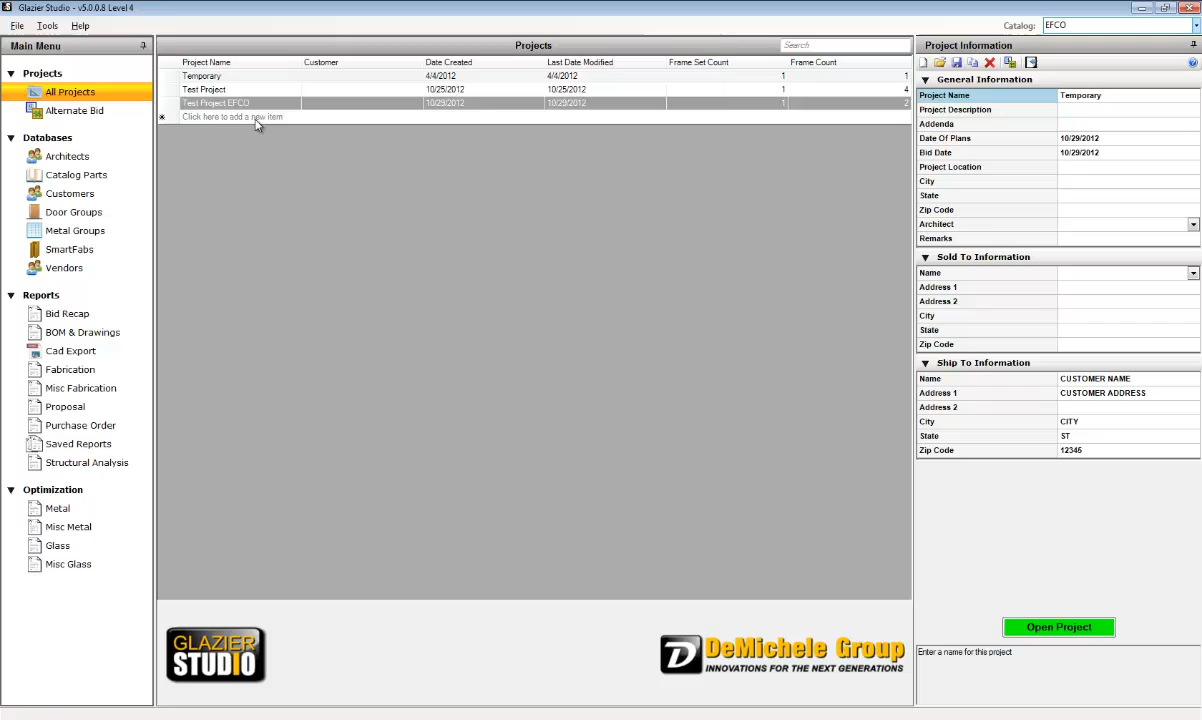 Glazier Studio - v5.0.0.8 Level 4
File Tools Help
Catalog: EFCO
Main Menu
Projects
All Projects
Alternate Bid
Databases
Architects
Catalog Parts
Customers
Door Groups
Metal Groups
SmartFabs
Vendors
Reports
Bid Recap
BOM & Drawings
Cad Export
Fabrication
Misc Fabrication
Proposal
Purchase Order
Saved Reports
Structural Analysis
Optimization
Metal
Misc Metal
Glass
Misc Glass
Projects
Search
Project Name Customer Date Created Last Date Modified Frame Set Count Frame Count
Temporary 4/4/2012 4/4/2012 1 1
Test Project 10/25/2012 10/25/2012 1 4
Test Project EFCO 10/29/2012 10/29/2012 1 2
Click here to add a new item
GLAZIER
STUDIO
DeMichele Group
INNOVATIONS FOR THE NEXT GENERATIONS
Project Information
General Information
Project Name Temporary
Project Description
Addenda
Date Of Plans 10/29/2012
Bid Date 10/29/2012
Project Location
City
State
Zip Code
Architect
Remarks
Sold To Information
Name
Address 1
Address 2
City
State
Zip Code
Ship To Information
Name CUSTOMER NAME
Address 1 CUSTOMER ADDRESS
Address 2
City CITY
State ST
Zip Code 12345
Open Project
Enter a name for this project